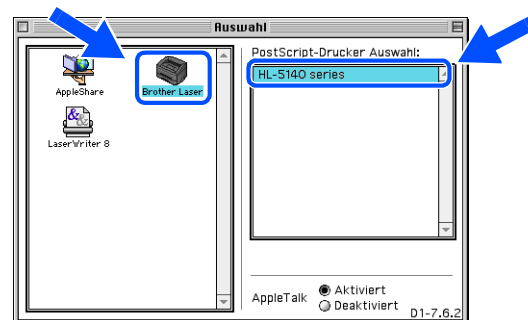 Auswahl
AppleShare
Brother Laser
LaserWriter 8
PostScript-Drucker Auswahl:
HL-5140 series
AppleTalk
Aktiviert
Deaktiviert
D1-7.6.2